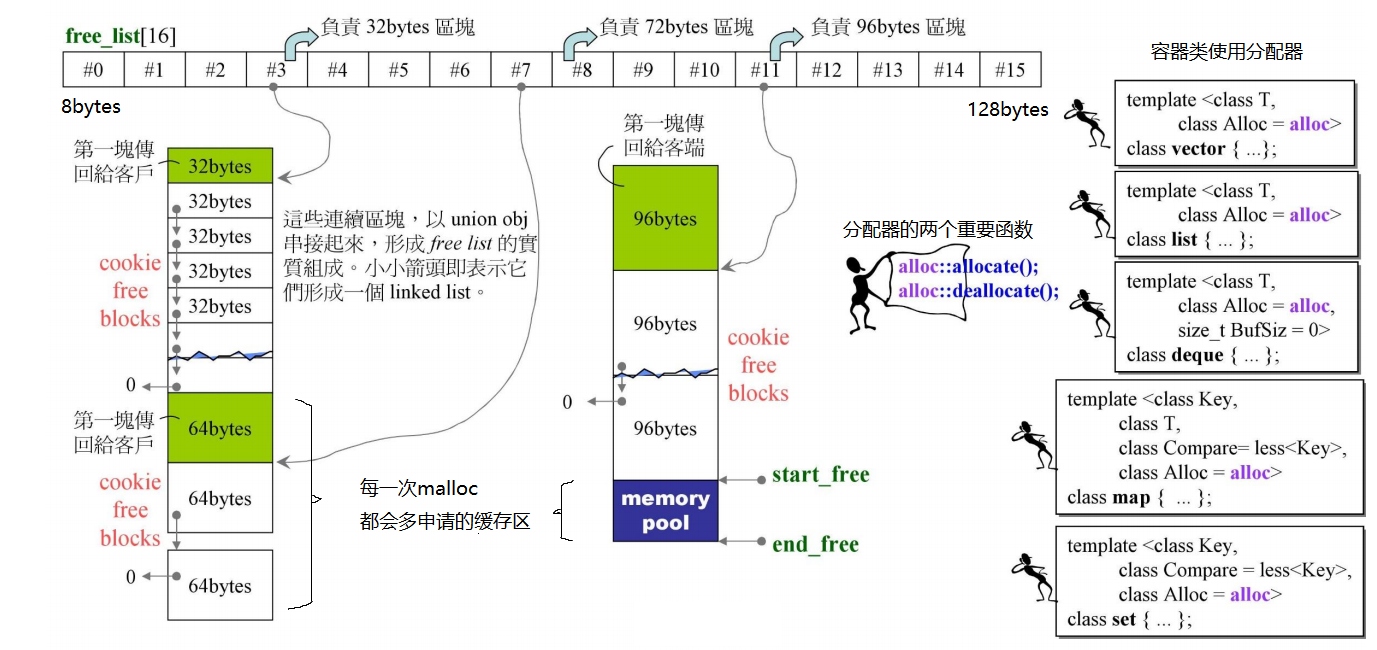 free_list[16]
負責 32bytes 區塊
負責 72bytes 區塊
負責 96bytes 區塊
#0 #1 #2 #3 #4 #5 #6 #7 #8 #9 #10 #11 #12 #13 #14 #15
8bytes
128bytes
第一塊傳
回給客戶
32bytes
32bytes
32bytes
32bytes
32bytes
cookie
free
blocks
0
這些連續區塊，以 union obj
串接起來，形成 free list 的實
質組成。小小箭頭即表示它
們形成一個 linked list。
第一塊傳
回給客戶
64bytes
cookie
free
blocks
64bytes
0
64bytes
每一次malloc
都会多申请的缓存区
第一塊傳
回給客端
96bytes
96bytes
cookie
free
blocks
0
96bytes
start_free
memory
pool
end_free
分配器的两个重要函数
alloc::allocate();
alloc::deallocate();
容器类使用分配器
template <class T,
class Alloc = alloc>
class vector { ...};
template <class T,
class Alloc = alloc>
class list { ... };
template <class T,
class Alloc = alloc,
size_t BufSiz = 0>
class deque { ... };
template <class Key,
class T,
class Compare= less<Key>,
class Alloc = alloc>
class map { ... };
template <class Key,
class Compare = less<Key>,
class Alloc = alloc>
class set { ... };